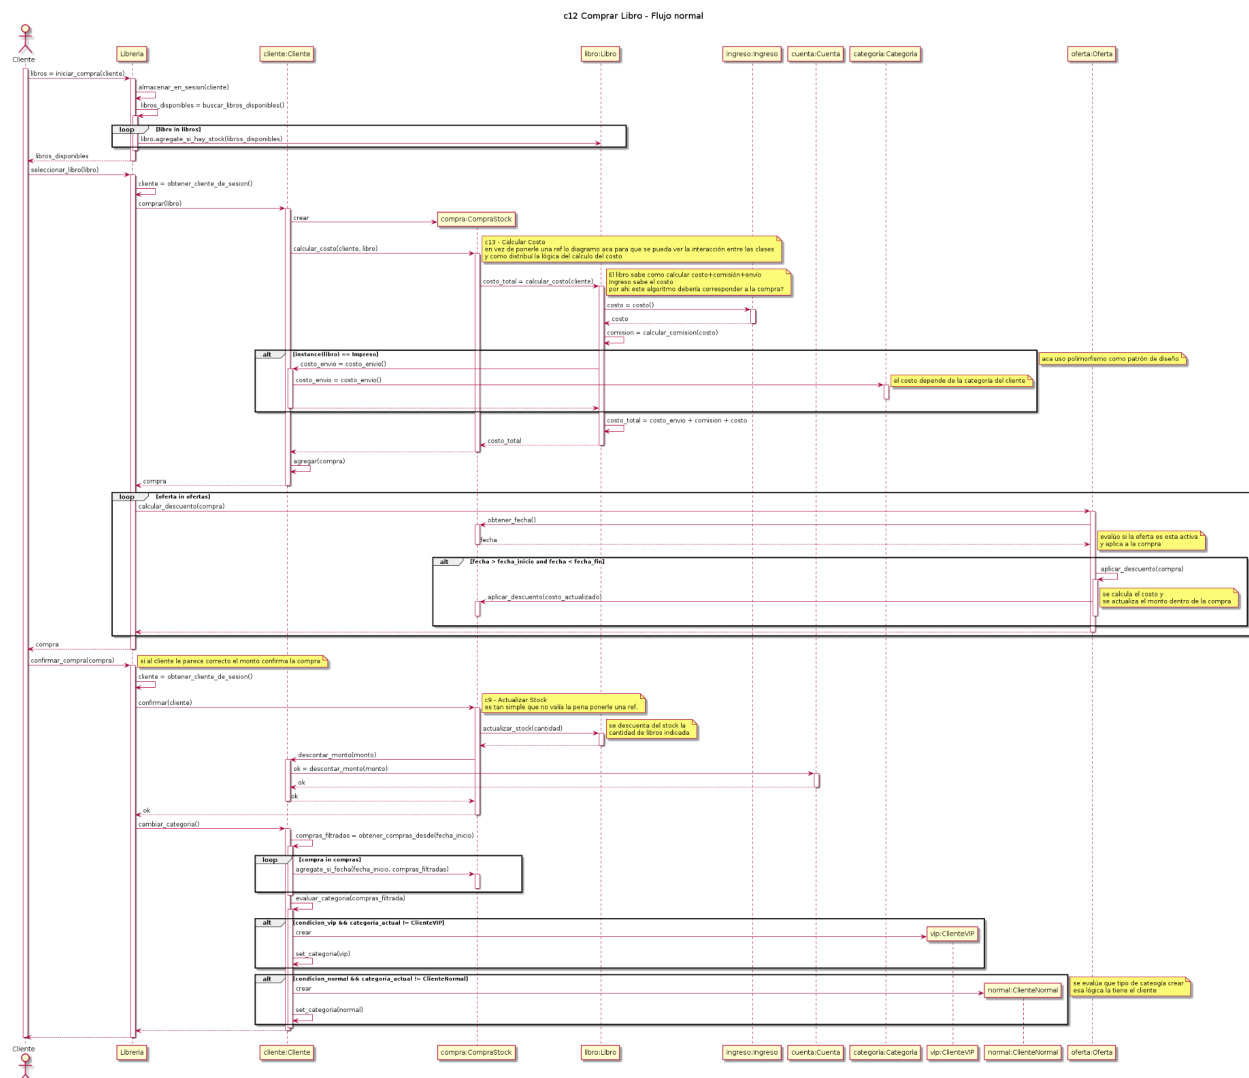 c12 Comprar Libro - Flujo normal
Cliente
Libreria
cliente:Cliente
libro:Libro
ingreso:Ingreso
cuenta:Cuenta
categoria:Categoria
oferta:Oferta
libros = iniciar_compra(cliente)
almacenar_en_sesion(cliente)
libros_disponibles = buscar_libros_disponibles()
loop
[libro in libros]
libro.agregate_si_hay_stock(libros_disponibles)
libros_disponibles
seleccionar_libro(libro)
cliente = obtener_cliente_de_sesion()
comprar(libro)
crear
compra:CompraStock
calcular_costo(cliente, libro)
c13 - Calcular Costo
en vez de ponerle una ref lo diagramo aca para que se pueda ver la interacción entre las clases
y como distribuí la lógica del cálculo del costo
costo_total = calcular_costo(cliente)
El libro sabe como calcular costo+comisión+envío
Ingreso sabe el costo
por ahi este algoritmo debería corresponder a la compra?
costo = costo()
costo
comision = calcular_comision(costo)
alt
[instance(libro) == Impreso]
aca uso polimorfismo como patrón de diseño
costo_envio = costo_envio()
costo_envio = costo_envio()
el costo depende de la categoría del cliente
costo_total = costo_envio + comision + costo
costo_total
agregar(compra)
compra
loop
[oferta in ofertas]
calcular_descuento(compra)
obtener_fecha()
fecha
evalúo si la oferta es esta activa
y aplica a la compra
alt
[fecha > fecha_inicio and fecha < fecha_fin]
aplicar_descuento(compra)
aplicar_descuento(costo_actualizado)
se calcula el costo y
se actualiza el monto dentro de la compra
compra
confirmar_compra(compra)
si al cliente le parece correcto el monto confirma la compra
cliente = obtener_cliente_de_sesion()
confirmar(cliente)
c9 - Actualizar Stock
es tan simple que no valía la pena ponerle una ref.
actualizar_stock(cantidad)
se descuenta del stock la
cantidad de libros indicada
descontar_monto(monto)
ok = descontar_monto(monto)
ok
ok
ok
cambiar_categoria()
compras_filtradas = obtener_compras_desde(fecha_inicio)
loop
[compra in compras]
agregate_si_fecha(fecha_inicio, compras_filtradas)
evaluar_categoria(compras_filtrada)
alt
[condicion_vip && categoria_actual != ClienteVIP]
crear
vip:ClienteVIP
set_categoria(vip)
alt
[condicion_normal && categoria_actual != ClienteNormal]
crear
normal:ClienteNormal
se evalúa que tipo de cateogía crear
esa lógica la tiene el cliente
set_categoria(normal)
Cliente
Libreria
cliente:Cliente
compra:CompraStock
libro:Libro
ingreso:Ingreso
cuenta:Cuenta
categoria:Categoria
vip:ClienteVIP
normal:ClienteNormal
oferta:Oferta